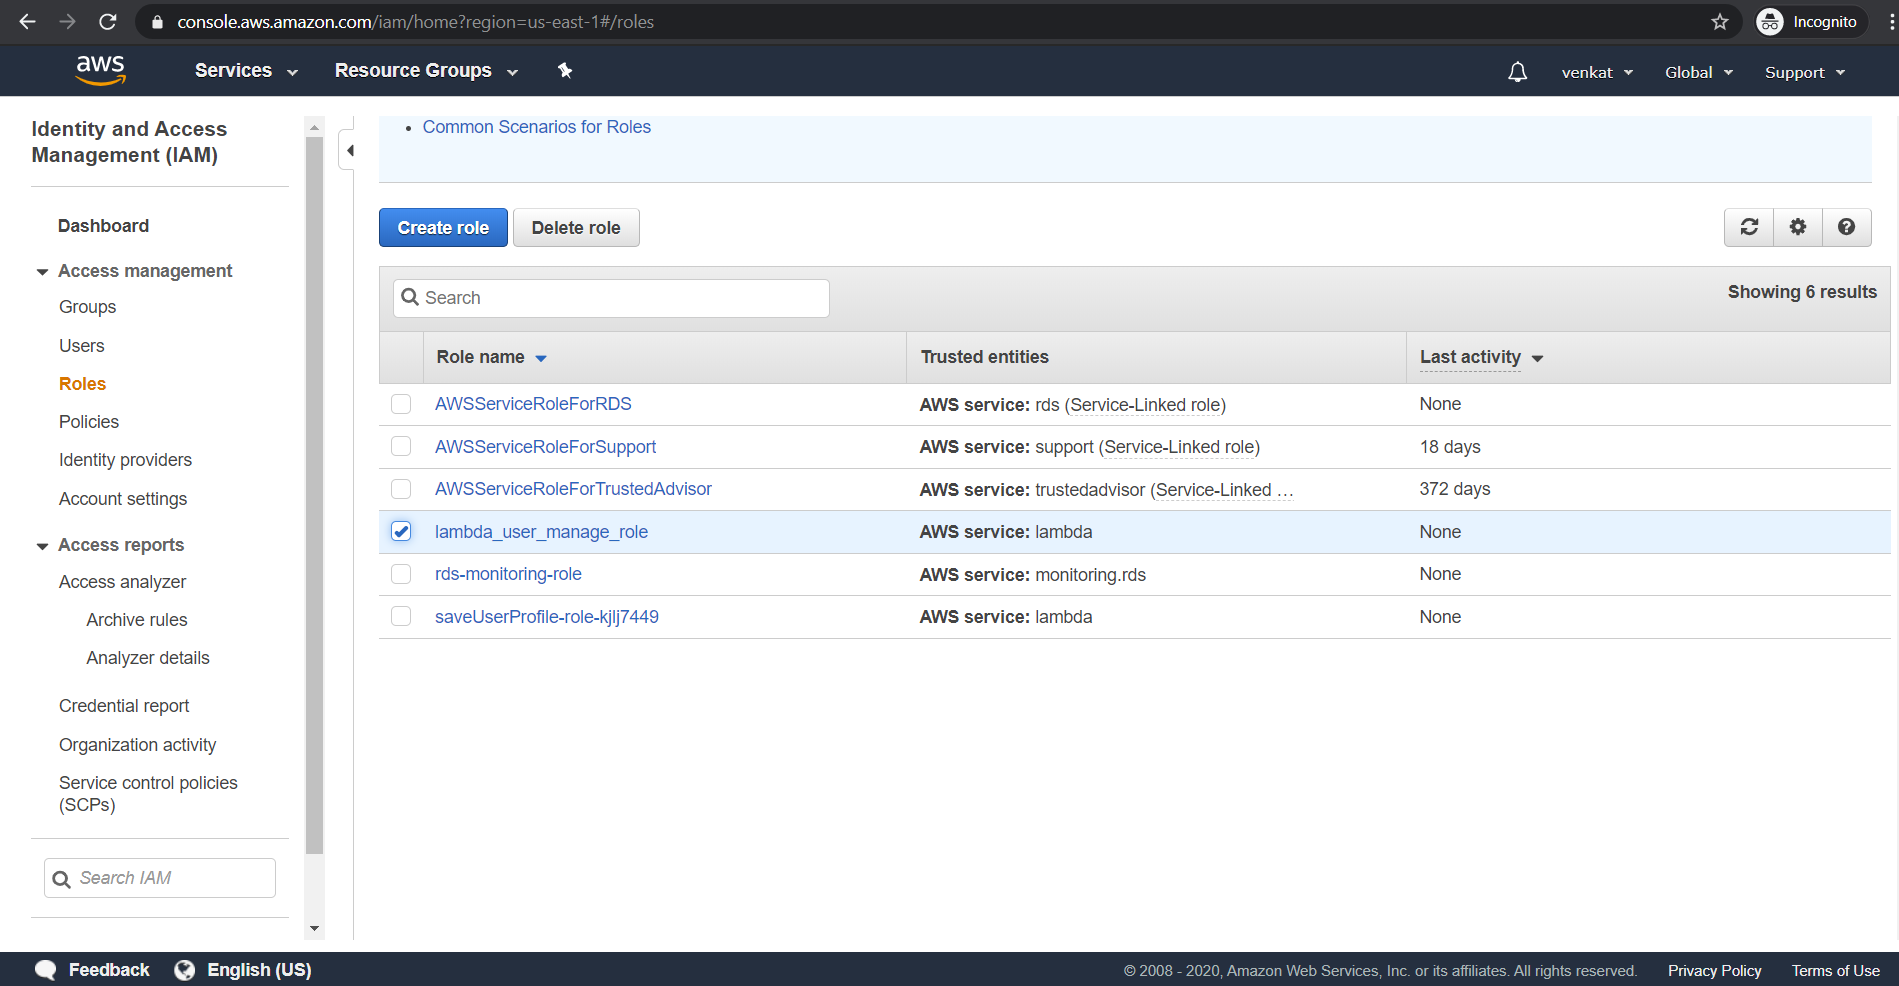 console.aws.amazon.com/iam/home?region=us-east-1#/roles
Incognito
aws
Services
Resource Groups
venkat
Global
Support
Identity and Access
Management (IAM)
Dashboard
Access management
Groups
Users
Roles
Policies
Identity providers
Account settings
Access reports
Access analyzer
Archive rules
Analyzer details
Credential report
Organization activity
Service control policies
(SCPs)
Search IAM
Common Scenarios for Roles
Create role
Delete role
Search
Showing 6 results
Role name Trusted entities Last activity
AWSServiceRoleForRDS AWS service: rds (Service-Linked role) None
AWSServiceRoleForSupport AWS service: support (Service-Linked role) 18 days
AWSServiceRoleForTrustedAdvisor AWS service: trustedadvisor (Service-Linked … 372 days
lambda_user_manage_role AWS service: lambda None
rds-monitoring-role AWS service: monitoring.rds None
saveUserProfile-role-kjlj7449 AWS service: lambda None
Feedback
English (US)
© 2008 - 2020, Amazon Web Services, Inc. or its affiliates. All rights reserved.
Privacy Policy
Terms of Use